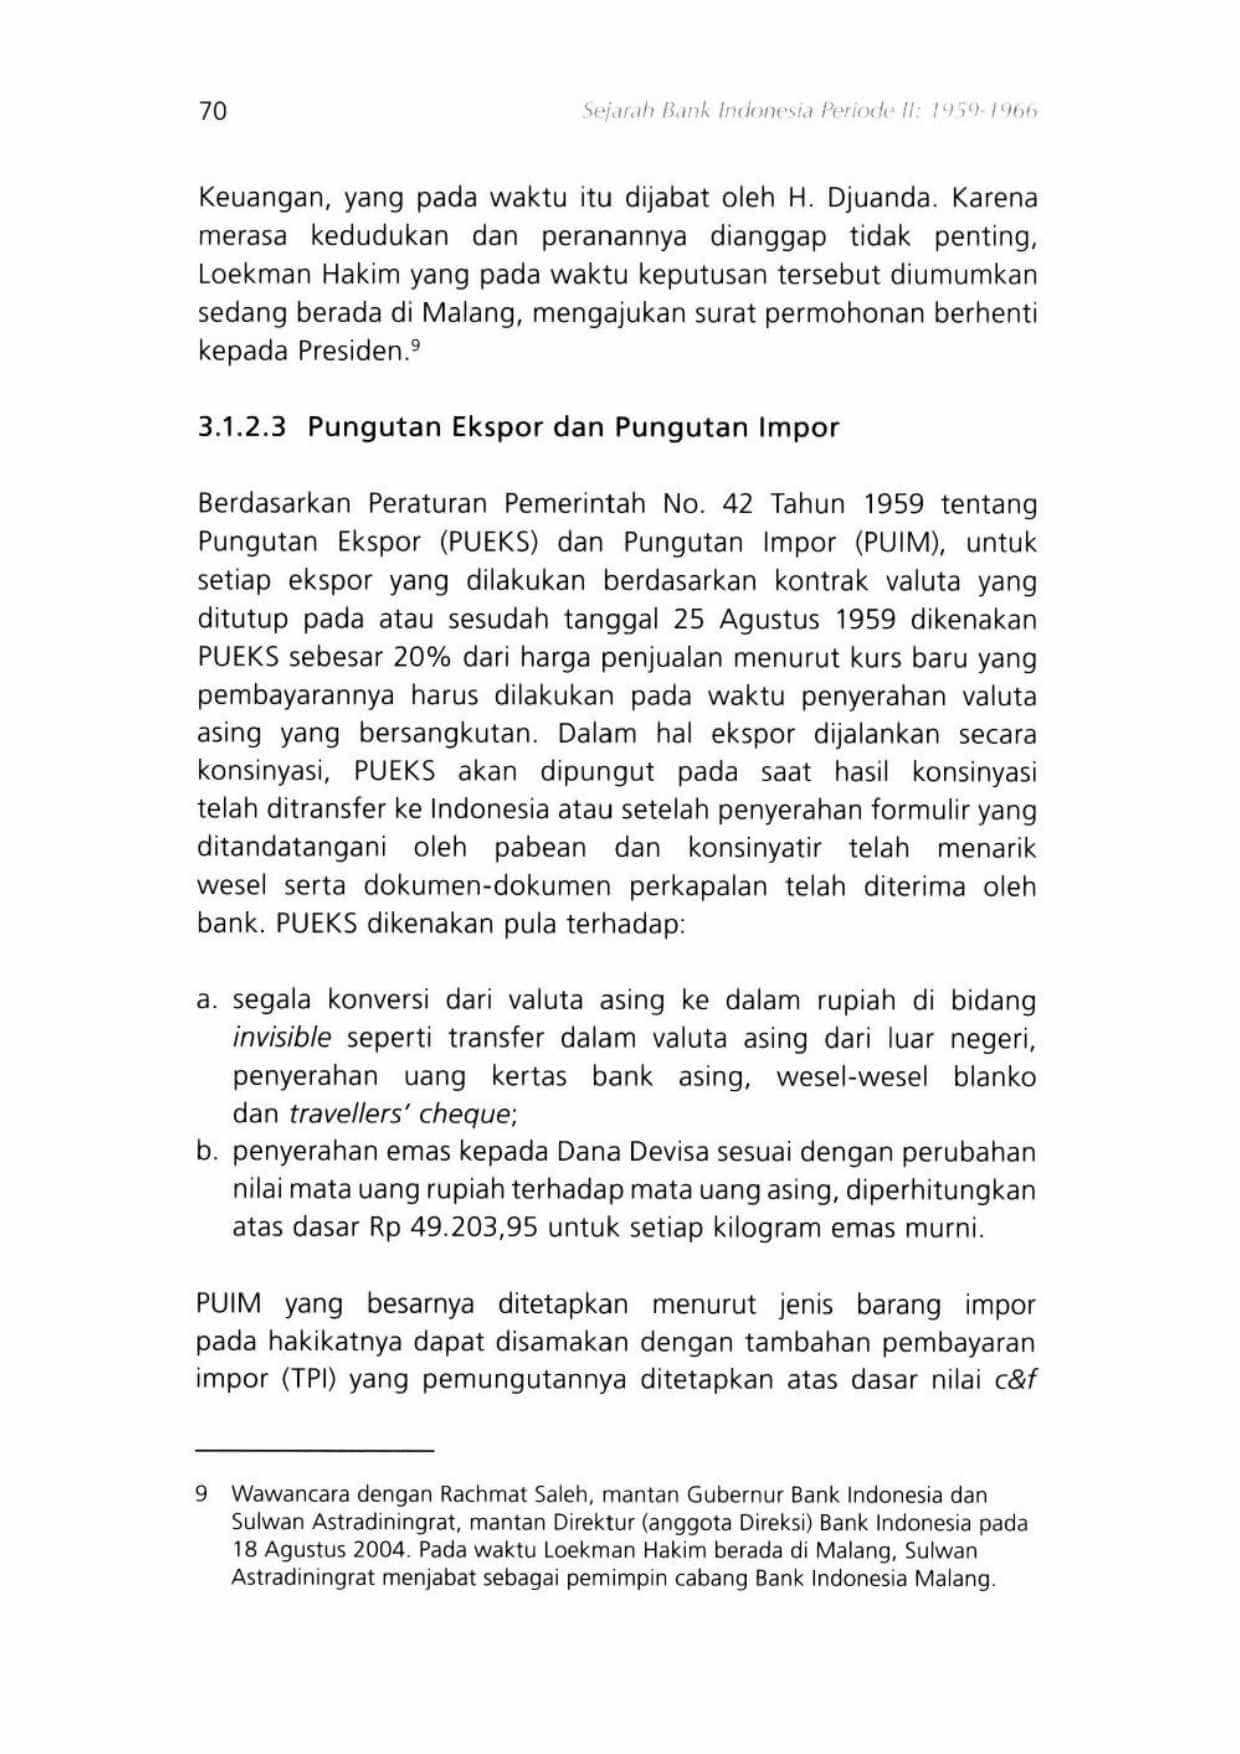 70
Sejarah Bank Indonesia Periode II: 1959-1966
Keuangan, yang pada waktu itu dijabat oleh H. Djuanda. Karena
merasa kedudukan dan peranannya dianggap tidak penting,
Loekman Hakim yang pada waktu keputusan tersebut diumumkan
sedang berada di Malang, mengajukan surat permohonan berhenti
kepada Presiden.⁹
3.1.2.3 Pungutan Ekspor dan Pungutan Impor
Berdasarkan Peraturan Pemerintah No. 42 Tahun 1959 tentang
Pungutan Ekspor (PUEKS) dan Pungutan Impor (PUIM), untuk
setiap ekspor yang dilakukan berdasarkan kontrak valuta yang
ditutup pada atau sesudah tanggal 25 Agustus 1959 dikenakan
PUEKS sebesar 20% dari harga penjualan menurut kurs baru yang
pembayarannya harus dilakukan pada waktu penyerahan valuta
asing yang bersangkutan. Dalam hal ekspor dijalankan secara
konsinyasi, PUEKS akan dipungut pada saat hasil konsinyasi
telah ditransfer ke Indonesia atau setelah penyerahan formulir yang
ditandatangani oleh pabean dan konsinyatir telah menarik
wesel serta dokumen-dokumen perkapalan telah diterima oleh
bank. PUEKS dikenakan pula terhadap:
a. segala konversi dari valuta asing ke dalam rupiah di bidang
invisible seperti transfer dalam valuta asing dari luar negeri,
penyerahan uang kertas bank asing, wesel-wesel blanko
dan travellers' cheque;
b. penyerahan emas kepada Dana Devisa sesuai dengan perubahan
nilai mata uang rupiah terhadap mata uang asing, diperhitungkan
atas dasar Rp 49.203,95 untuk setiap kilogram emas murni.
PUIM yang besarnya ditetapkan menurut jenis barang impor
pada hakikatnya dapat disamakan dengan tambahan pembayaran
impor (TPI) yang pemungutannya ditetapkan atas dasar nilai c&f
9 Wawancara dengan Rachmat Saleh, mantan Gubernur Bank Indonesia dan
Sulwan Astradiningrat, mantan Direktur (anggota Direksi) Bank Indonesia pada
18 Agustus 2004. Pada waktu Loekman Hakim berada di Malang, Sulwan
Astradiningrat menjabat sebagai pemimpin cabang Bank Indonesia Malang.